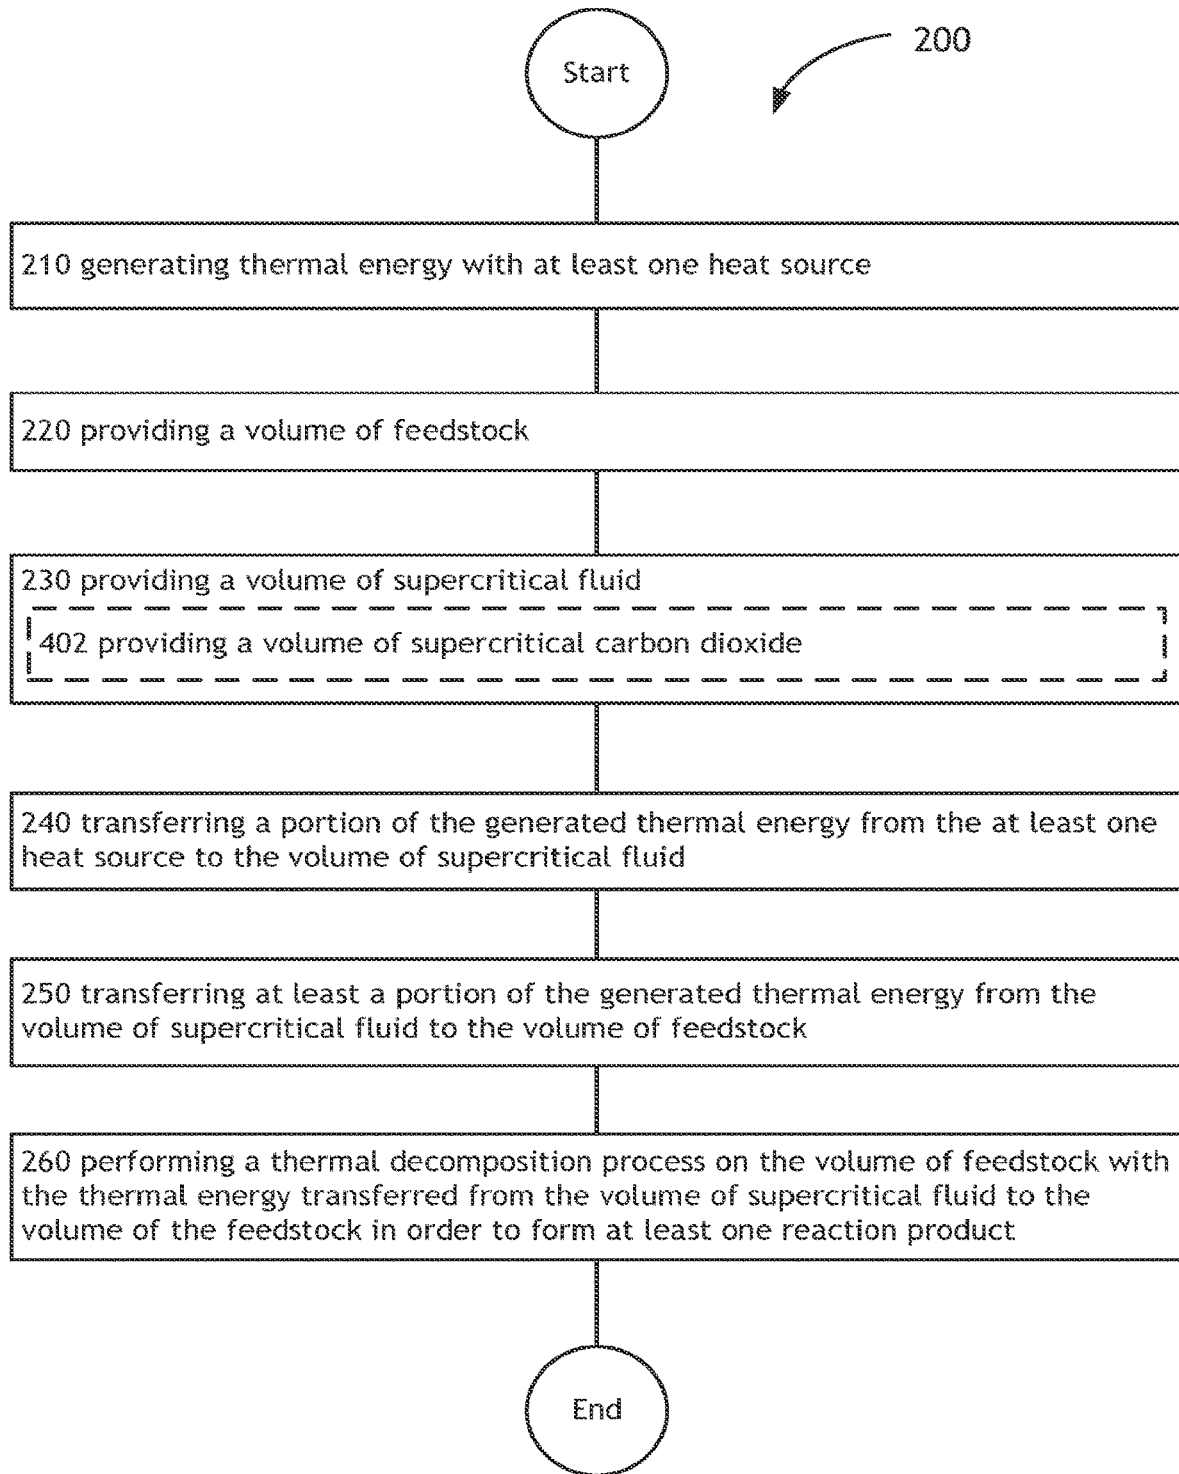 200
Start
210 generating thermal energy with at least one heat source
220 providing a volume of feedstock
230 providing a volume of supercritical fluid
402 providing a volume of supercritical carbon dioxide
240 transferring a portion of the generated thermal energy from the at least one
heat source to the volume of supercritical fluid
250 transferring at least a portion of the generated thermal energy from the
volume of supercritical fluid to the volume of feedstock
260 performing a thermal decomposition process on the volume of feedstock with
the thermal energy transferred from the volume of supercritical fluid to the
volume of the feedstock in order to form at least one reaction product
End